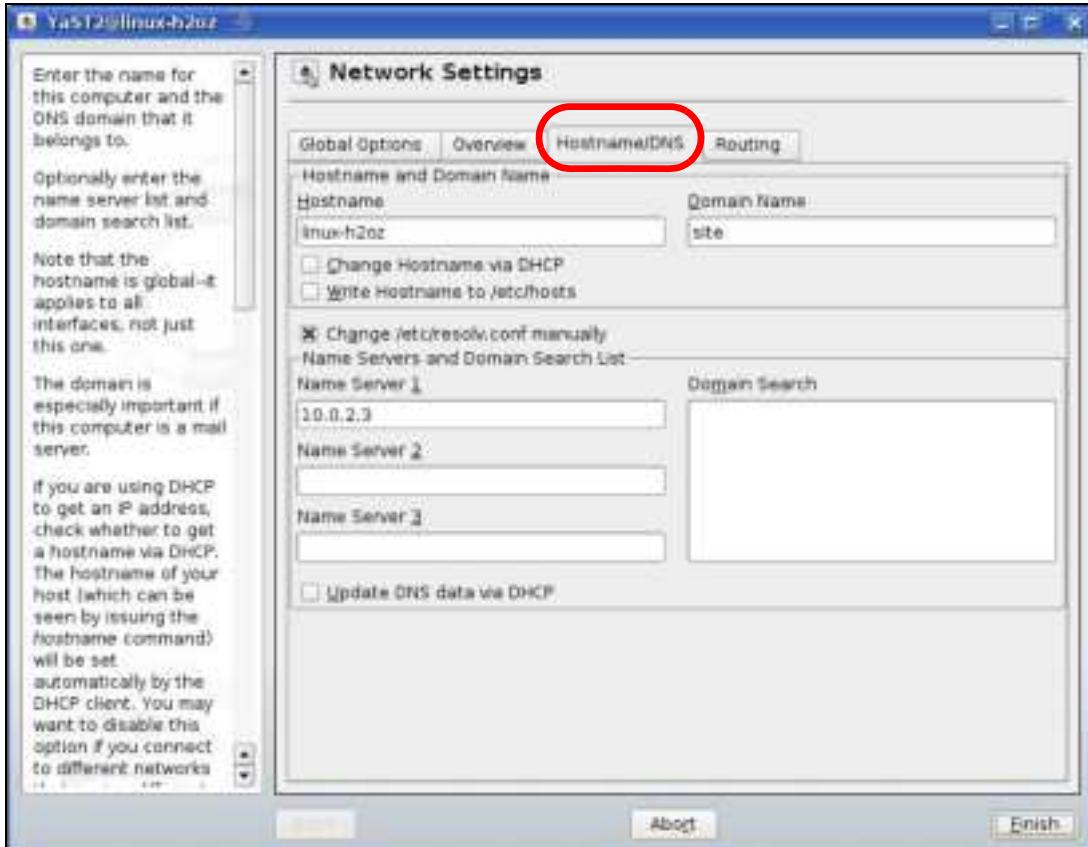 YaST2@linux-h2oz
Enter the name for
this computer and the
DNS domain that it
belongs to.
Optionally enter the
name server list and
domain search list.
Note that the
hostname is global--it
applies to all
interfaces, not just
this one.
The domain is
especially important if
this computer is a mail
server.
If you are using DHCP
to get an IP address,
check whether to get
a hostname via DHCP.
The hostname of your
host (which can be
seen by issuing the
hostname command)
will be set
automatically by the
DHCP client. You may
want to disable this
option if you connect
to different networks
Network Settings
Global Options Overview Hostname/DNS Routing
Hostname and Domain Name
Hostname Domain Name
linux-h2oz site
Change Hostname via DHCP
Write Hostname to /etc/hosts
Change /etc/resolv.conf manually
Name Servers and Domain Search List
Name Server 1 Domain Search
10.0.2.3
Name Server 2
Name Server 3
Update DNS data via DHCP
Abort Finish